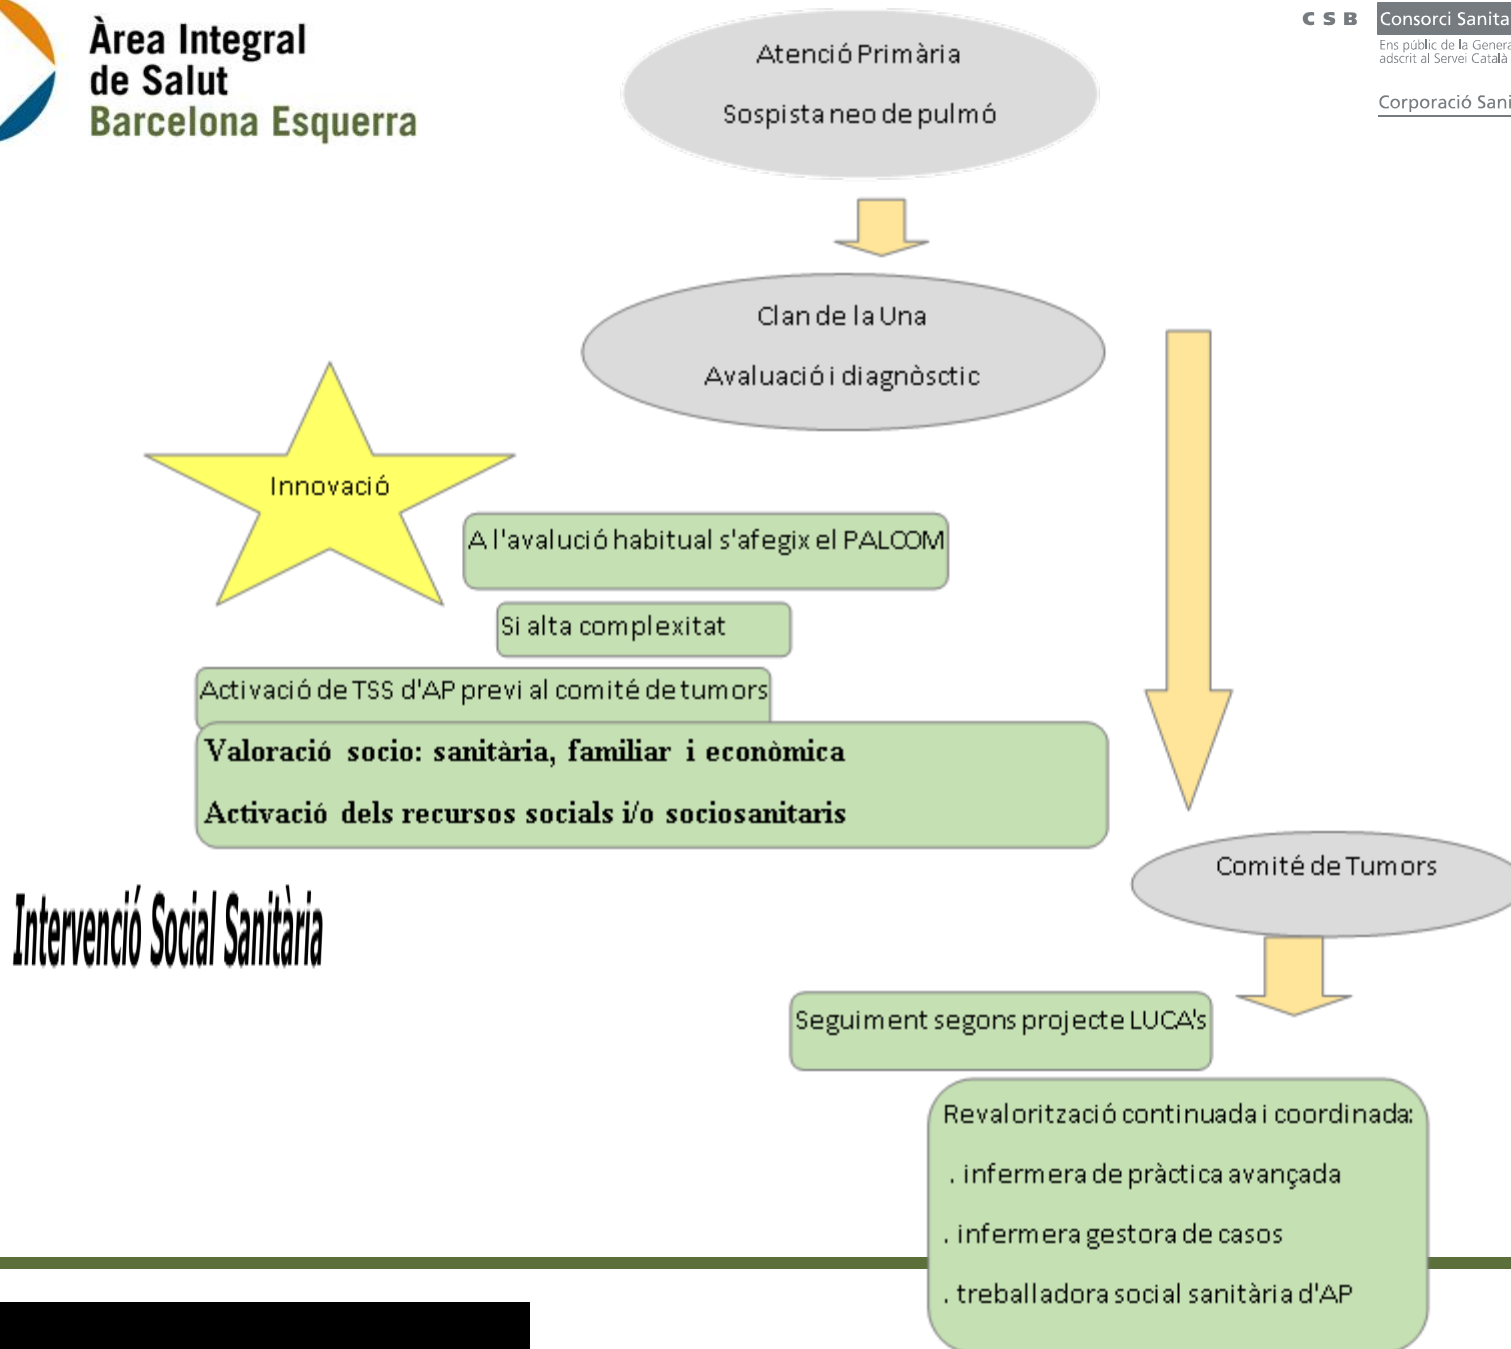 Àrea Integral
de Salut
Barcelona Esquerra
CSB
Consorci Sanita
Ens públic de la Genera
adscrit al Servei Català
Corporació Sani
Atenció Primària
Sospista neo de pulmó
Clan de la Una
Avaluació i diagnòsctic
Innovació
A l'avalució habitual s'afegix el PALCOM
Si alta complexitat
Activació de TSS d'AP previ al comité de tumors
Valoració socio: sanitària, familiar i econòmica
Activació dels recursos socials i/o sociosanitaris
Comité de Tumors
Intervenció Social Sanitària
Seguiment segons projecte LUCA's
Revalorització continuada i coordinada:
. infermera de pràctica avançada
. infermera gestora de casos
. treballadora social sanitària d'AP